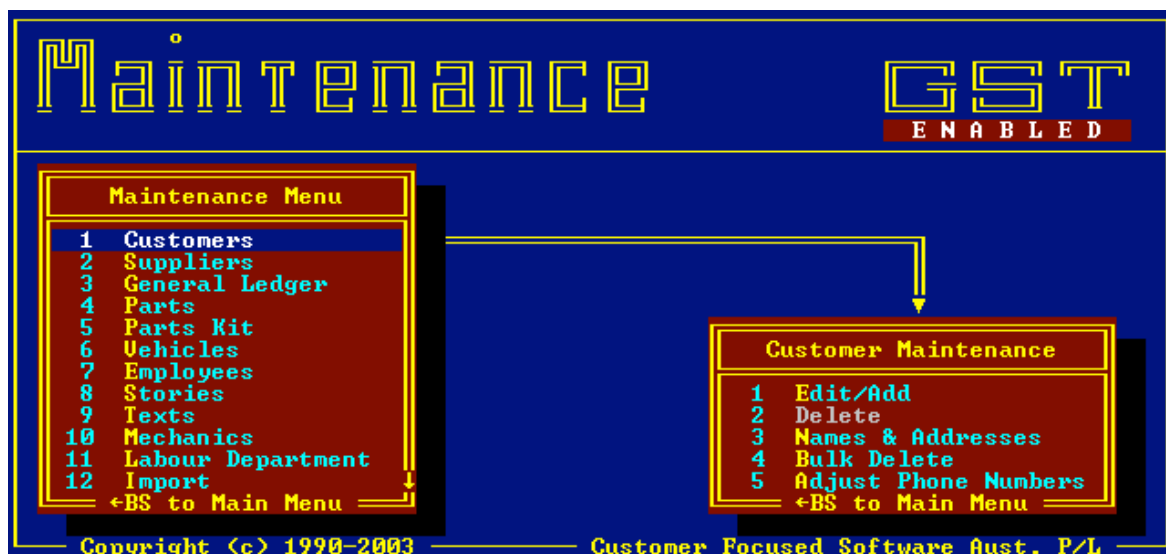 Maintenance
GST
ENABLED
Maintenance Menu
1 Customers
2 Suppliers
3 General Ledger
4 Parts
5 Parts Kit
6 Vehicles
7 Employees
8 Stories
9 Texts
10 Mechanics
11 Labour Department
12 Import ↓
←BS to Main Menu
Customer Maintenance
1 Edit/Add
2 Delete
3 Names & Addresses
4 Bulk Delete
5 Adjust Phone Numbers
←BS to Main Menu
Copyright (c) 1990-2003
Customer Focused Software Aust. P/L